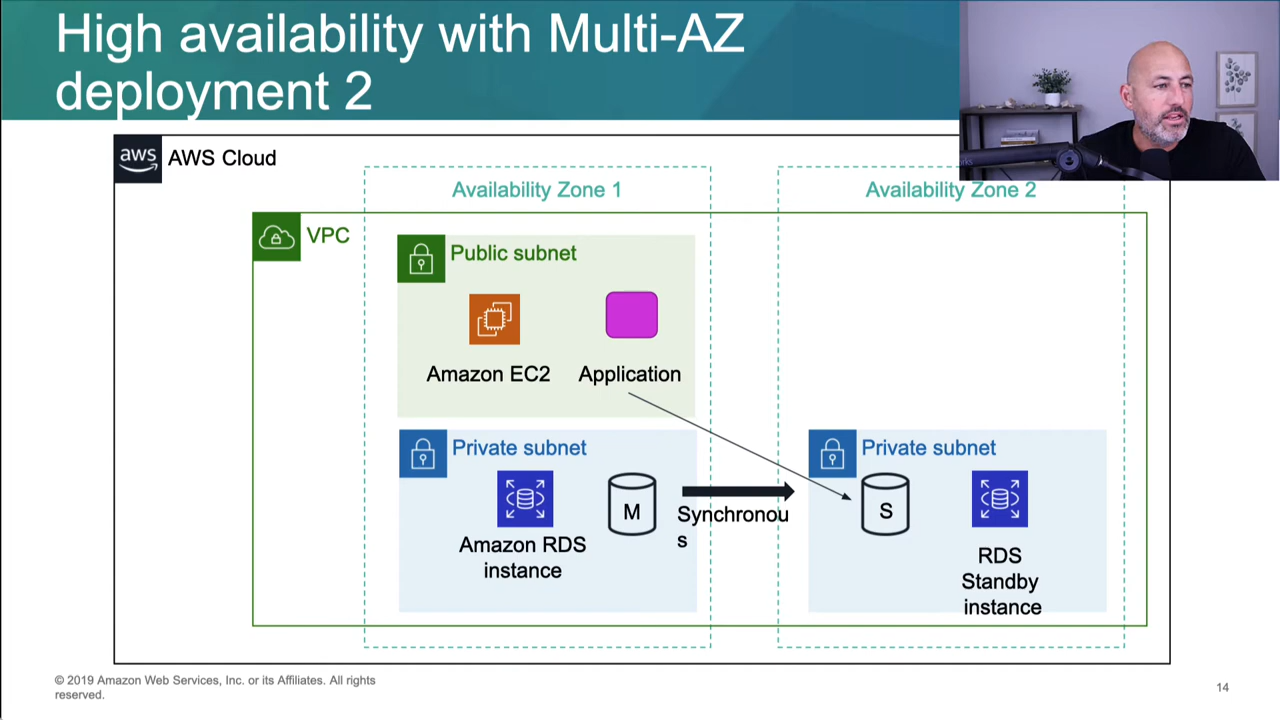 High availability with Multi-AZ
deployment 2
aws
AWS Cloud
Availability Zone 1
Availability Zone 2
VPC
Public subnet
Amazon EC2
Application
Private subnet
Private subnet
M
Synchronou
s
S
Amazon RDS
instance
RDS
Standby
instance
© 2019 Amazon Web Services, Inc. or its Affiliates. All rights
reserved.
14